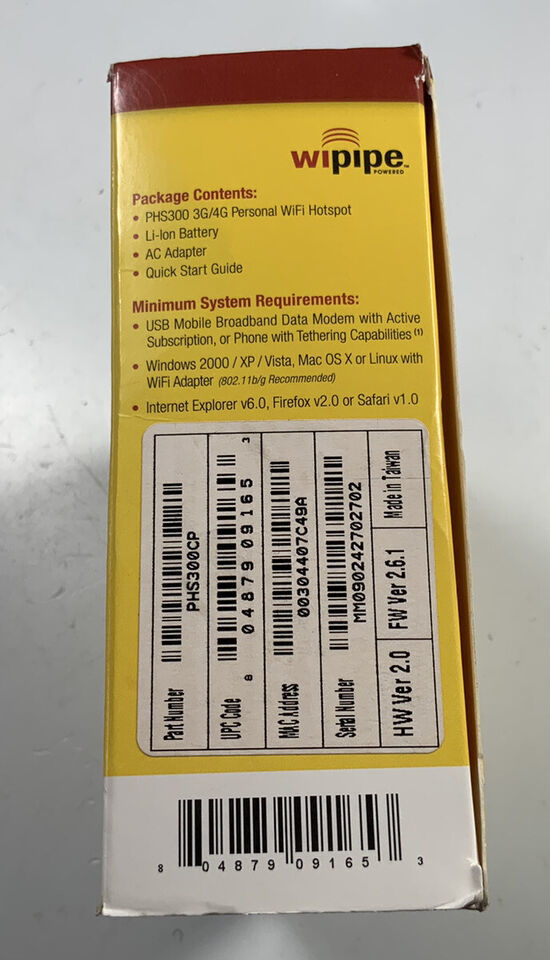 wipipe™
POWERED
Package Contents:
• PHS300 3G/4G Personal WiFi Hotspot
• Li-Ion Battery
• AC Adapter
• Quick Start Guide
Minimum System Requirements:
• USB Mobile Broadband Data Modem with Active
Subscription, or Phone with Tethering Capabilities (1)
• Windows 2000 / XP / Vista, Mac OS X or Linux with
WiFi Adapter (802.11b/g Recommended)
• Internet Explorer v6.0, Firefox v2.0 or Safari v1.0
Part Number
PHS300CP
UPC Code
8 04879 09165 3
MAC Address
00304407C49A
Serial Number
MM090242702702
HW Ver 2.0
FW Ver 2.6.1
Made in Taiwan
8 04879 09165 3